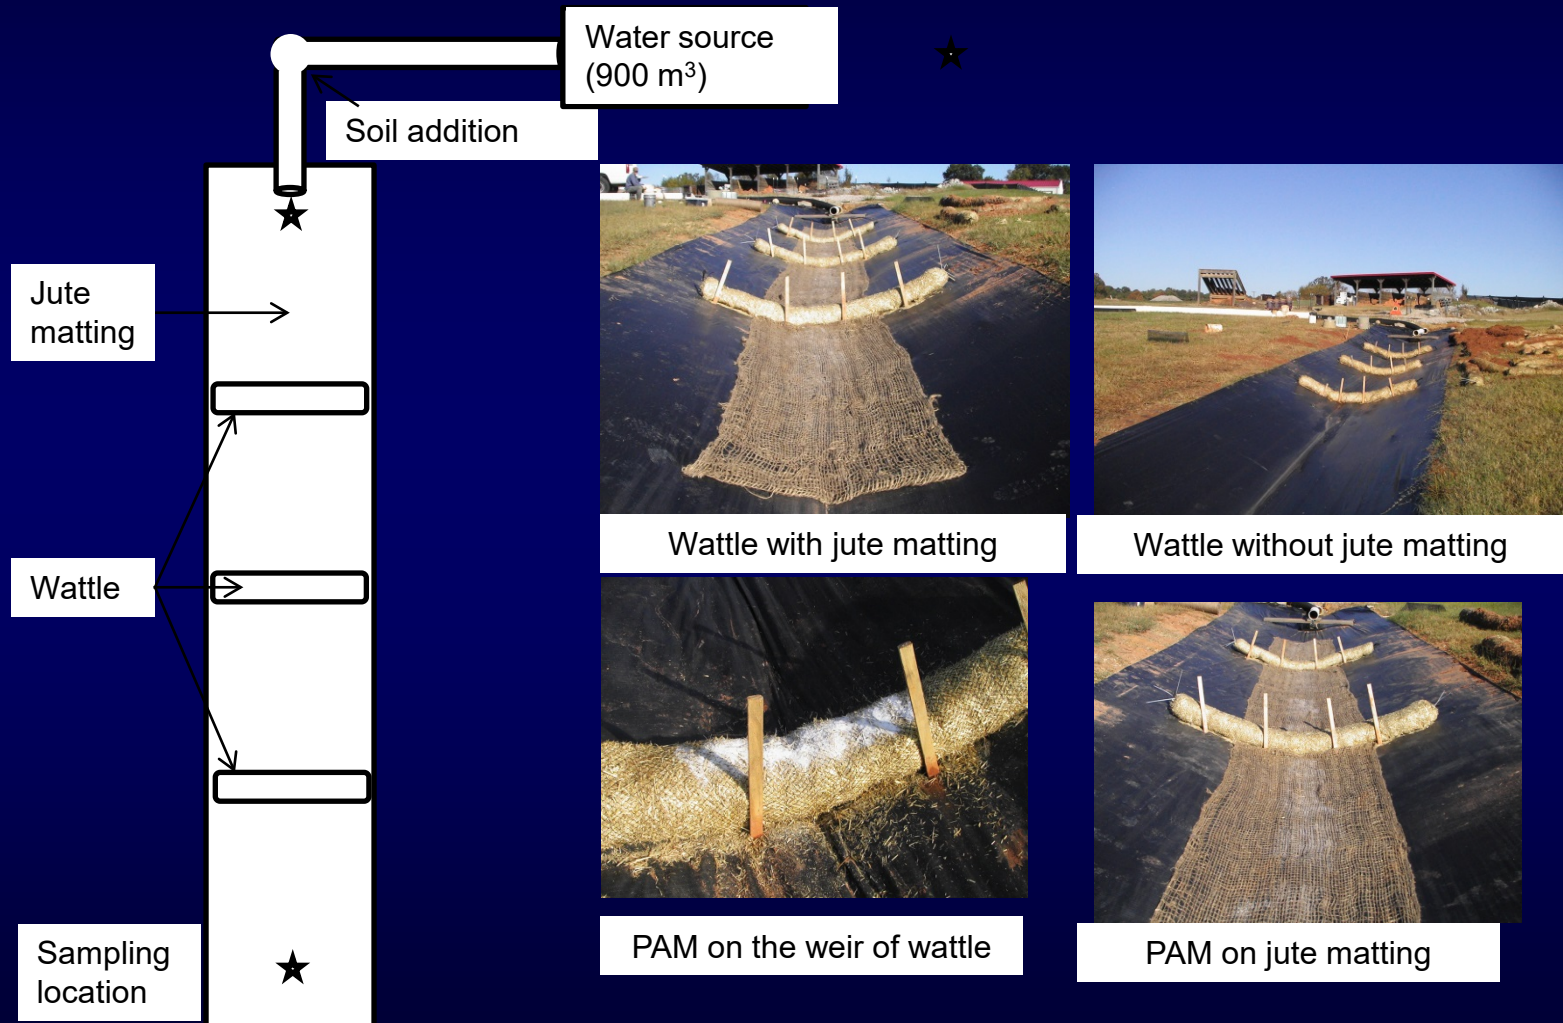 Water source
(900 m³)
Soil addition
Jute
matting
Wattle
Sampling
location
Wattle with jute matting
Wattle without jute matting
PAM on the weir of wattle
PAM on jute matting